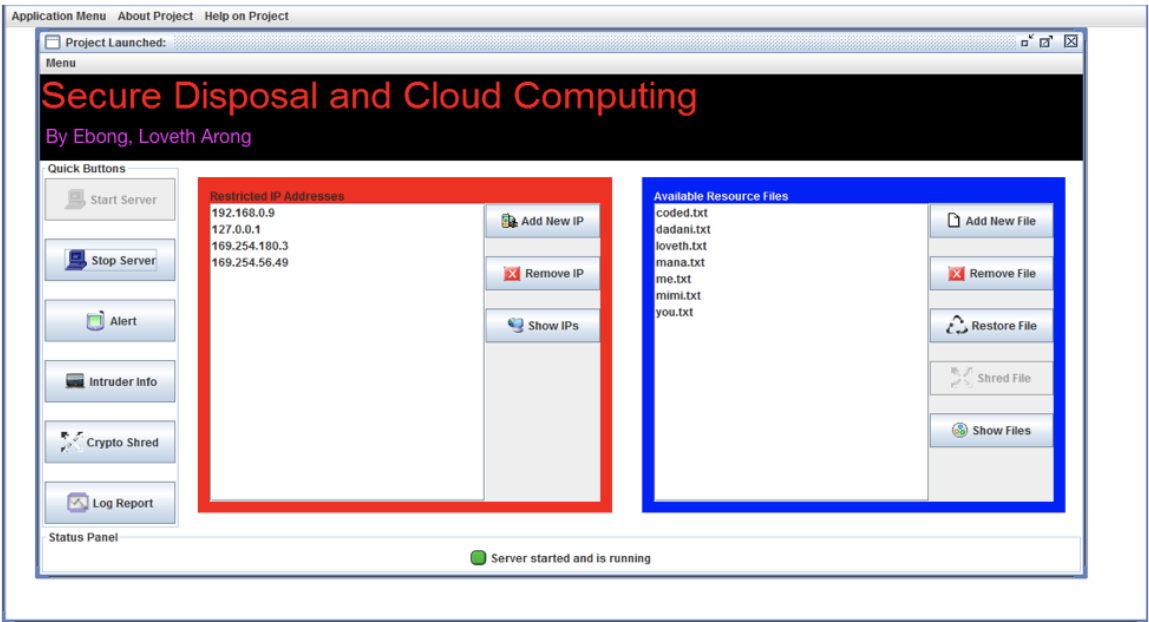 Application Menu About Project Help on Project
Project Launched:
Menu
Secure Disposal and Cloud Computing
By Ebong, Loveth Arong
Quick Buttons
Start Server
Stop Server
Alert
Intruder Info
Crypto Shred
Log Report
Restricted IP Addresses
192.168.0.9
127.0.0.1
169.254.180.3
169.254.56.49
Add New IP
Remove IP
Show IPs
Available Resource Files
coded.txt
dadani.txt
loveth.txt
mana.txt
me.txt
mimi.txt
you.txt
Add New File
Remove File
Restore File
Shred File
Show Files
Status Panel
Server started and is running